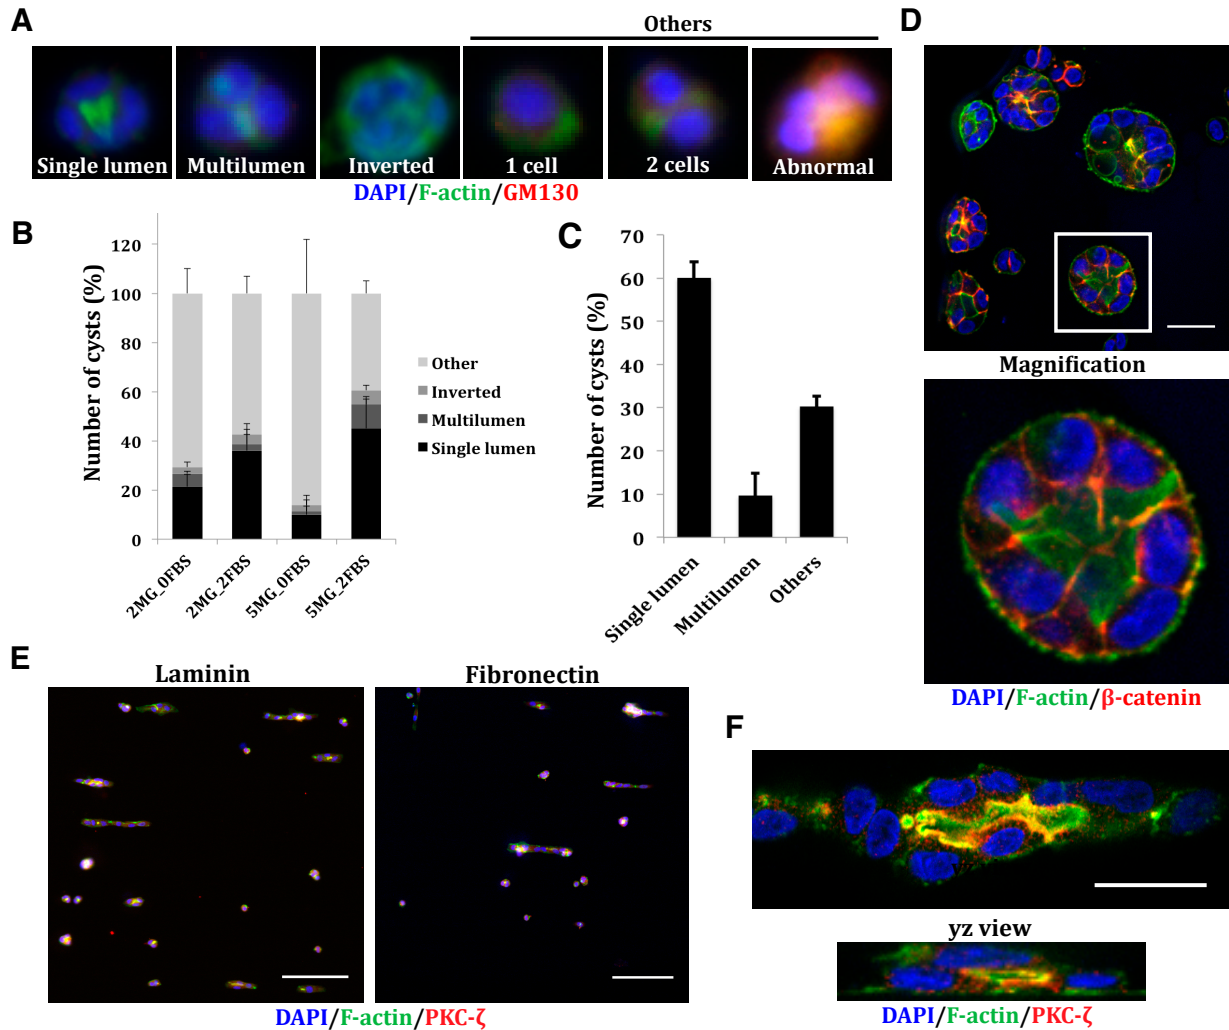 A
Others
Single lumen
Multilumen
Inverted
1 cell
2 cells
Abnormal
DAPI/F-actin/GM130
B
Number of cysts (%)
120
100
80
60
40
20
0
2MG_0FBS
2MG_2FBS
5MG_0FBS
5MG_2FBS
Other
Inverted
Multilumen
Single lumen
C
Number of cysts (%)
70
60
50
40
30
20
10
0
Single lumen
Multilumen
Others
D
Magnification
DAPI/F-actin/β-catenin
E
Laminin
Fibronectin
DAPI/F-actin/PKC-ζ
F
yz view
DAPI/F-actin/PKC-ζ